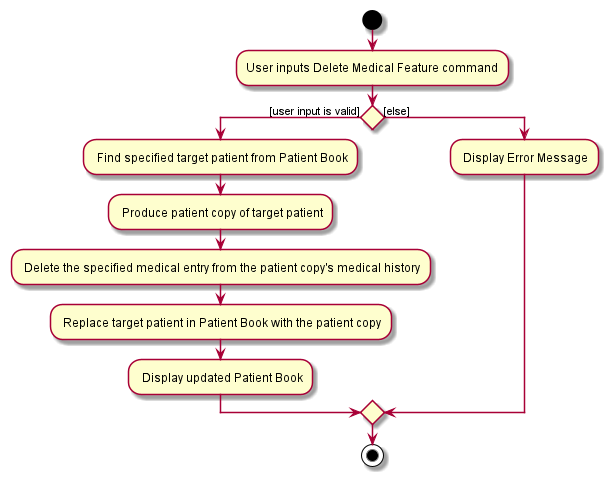 User inputs Delete Medical Feature command
[user input is valid]
[else]
Find specified target patient from Patient Book
Display Error Message
Produce patient copy of target patient
Delete the specified medical entry from the patient copy's medical history
Replace target patient in Patient Book with the patient copy
Display updated Patient Book